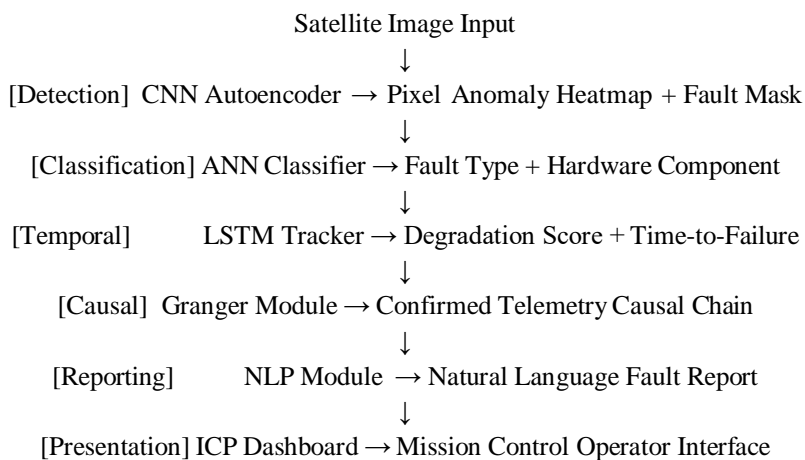 Satellite Image Input
↓
[Detection] CNN Autoencoder → Pixel Anomaly Heatmap + Fault Mask
↓
[Classification] ANN Classifier → Fault Type + Hardware Component
↓
[Temporal] LSTM Tracker → Degradation Score + Time-to-Failure
↓
[Causal] Granger Module → Confirmed Telemetry Causal Chain
↓
[Reporting] NLP Module → Natural Language Fault Report
↓
[Presentation] ICP Dashboard → Mission Control Operator Interface